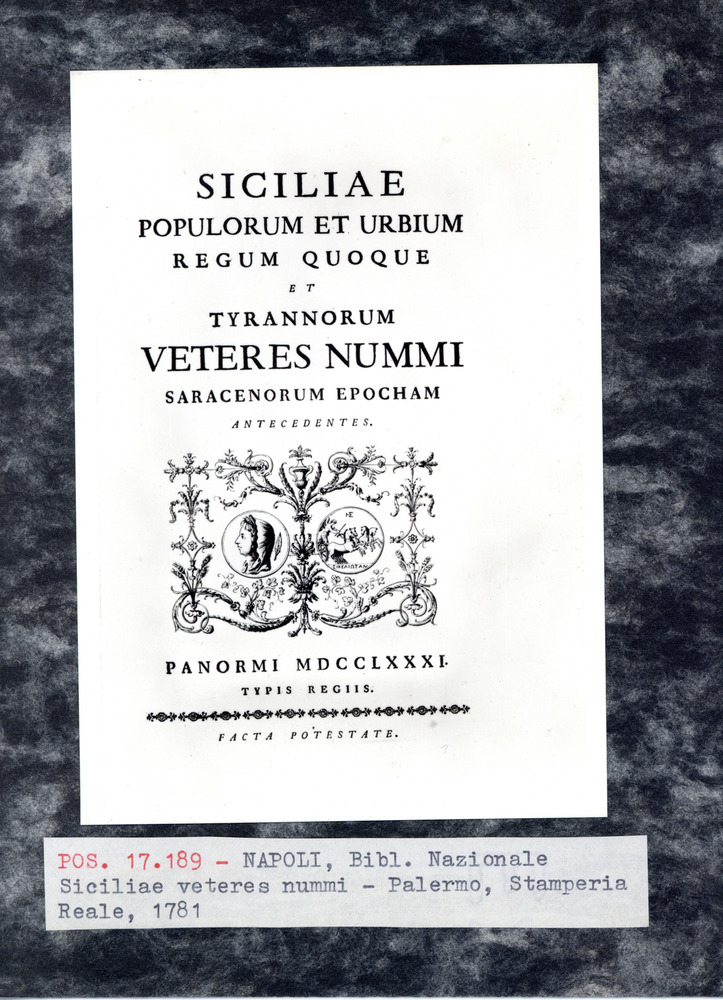 SICILIAE
POPULORUM ET URBIUM
REGUM QUOQUE
ET
TYRANNORUM
VETERES NUMMI
SARACENORUM EPOCHAM
ANTECEDENTES.
PANORMI MDCCLXXXI.
TYPIS REGIIS.
FACTA POTESTATE.
POS. 17.189 - NAPOLI, Bibl. Nazionale
Siciliae veteres nummi - Palermo, Stamperia
Reale, 1781